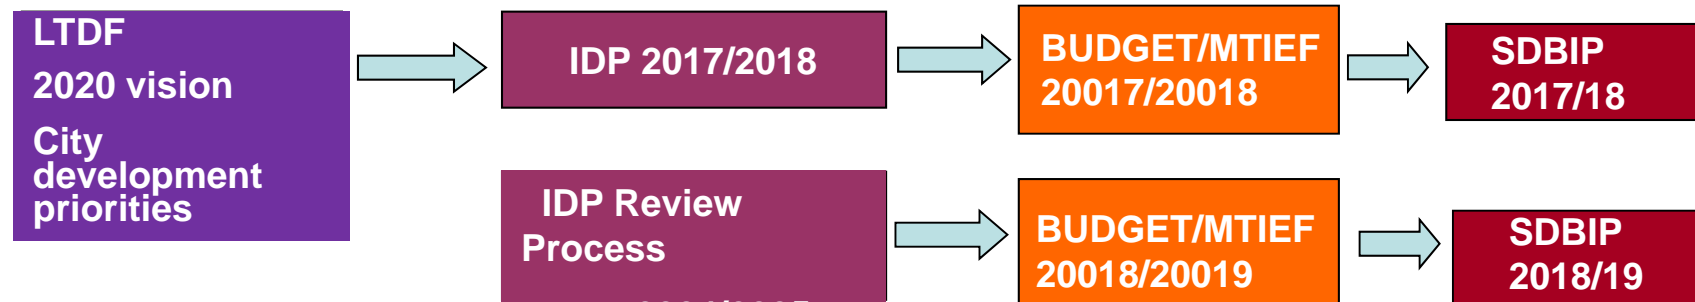 LTDF
2020 vision
City
development
priorities
IDP 2017/2018
BUDGET/MTIEF
20017/20018
SDBIP
2017/18
IDP Review
Process
BUDGET/MTIEF
20018/20019
SDBIP
2018/19